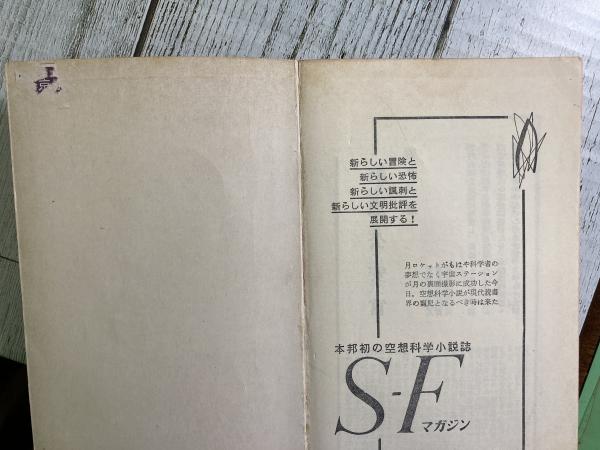 新らしい冒険と
新らしい恐怖
新らしい諷刺と
新らしい文明批評を
展開する！
月ロケットがもはや科学者の
夢想でなく宇宙ステーション
が月の裏面撮影に成功した今
日、空想科学小説が現代読書
界の寵児となるべき時は来た
本邦初の空想科学小説誌
S-F
マガジン